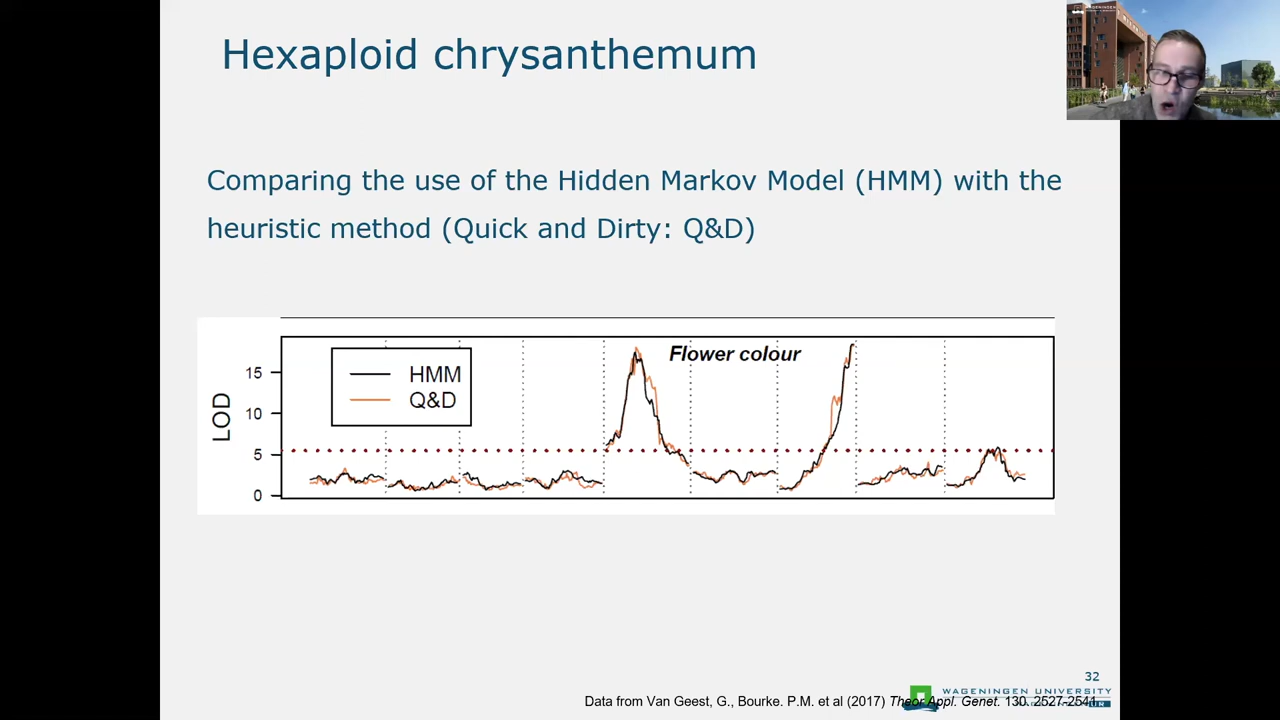 Hexaploid chrysanthemum
Comparing the use of the Hidden Markov Model (HMM) with the
heuristic method (Quick and Dirty: Q&D)
Flower colour
HMM
Q&D
LOD
15
10
5
0
32
WAGENINGEN UNIVERSITY
Data from Van Geest, G., Bourke. P.M. et al (2017) Theor Appl. Genet. 130. 2527-2541